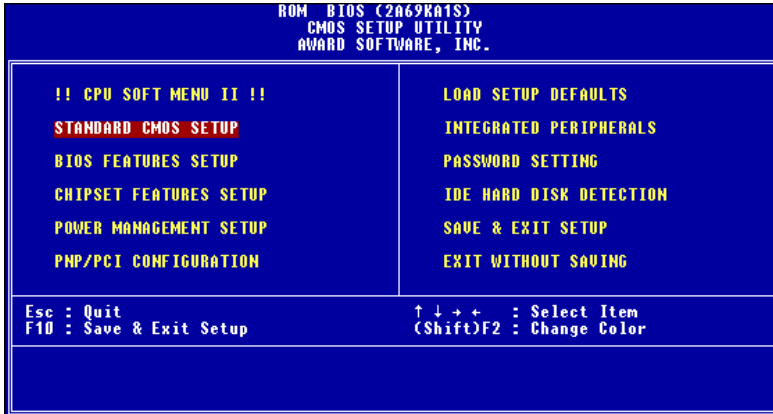 ROM BIOS (2A69KA1S)
CMOS SETUP UTILITY
AWARD SOFTWARE, INC.
!! CPU SOFT MENU II !!
STANDARD CMOS SETUP
BIOS FEATURES SETUP
CHIPSET FEATURES SETUP
POWER MANAGEMENT SETUP
PNP/PCI CONFIGURATION
LOAD SETUP DEFAULTS
INTEGRATED PERIPHERALS
PASSWORD SETTING
IDE HARD DISK DETECTION
SAVE & EXIT SETUP
EXIT WITHOUT SAVING
Esc : Quit
F10 : Save & Exit Setup
↑ ↓ → ← : Select Item
(Shift)F2 : Change Color